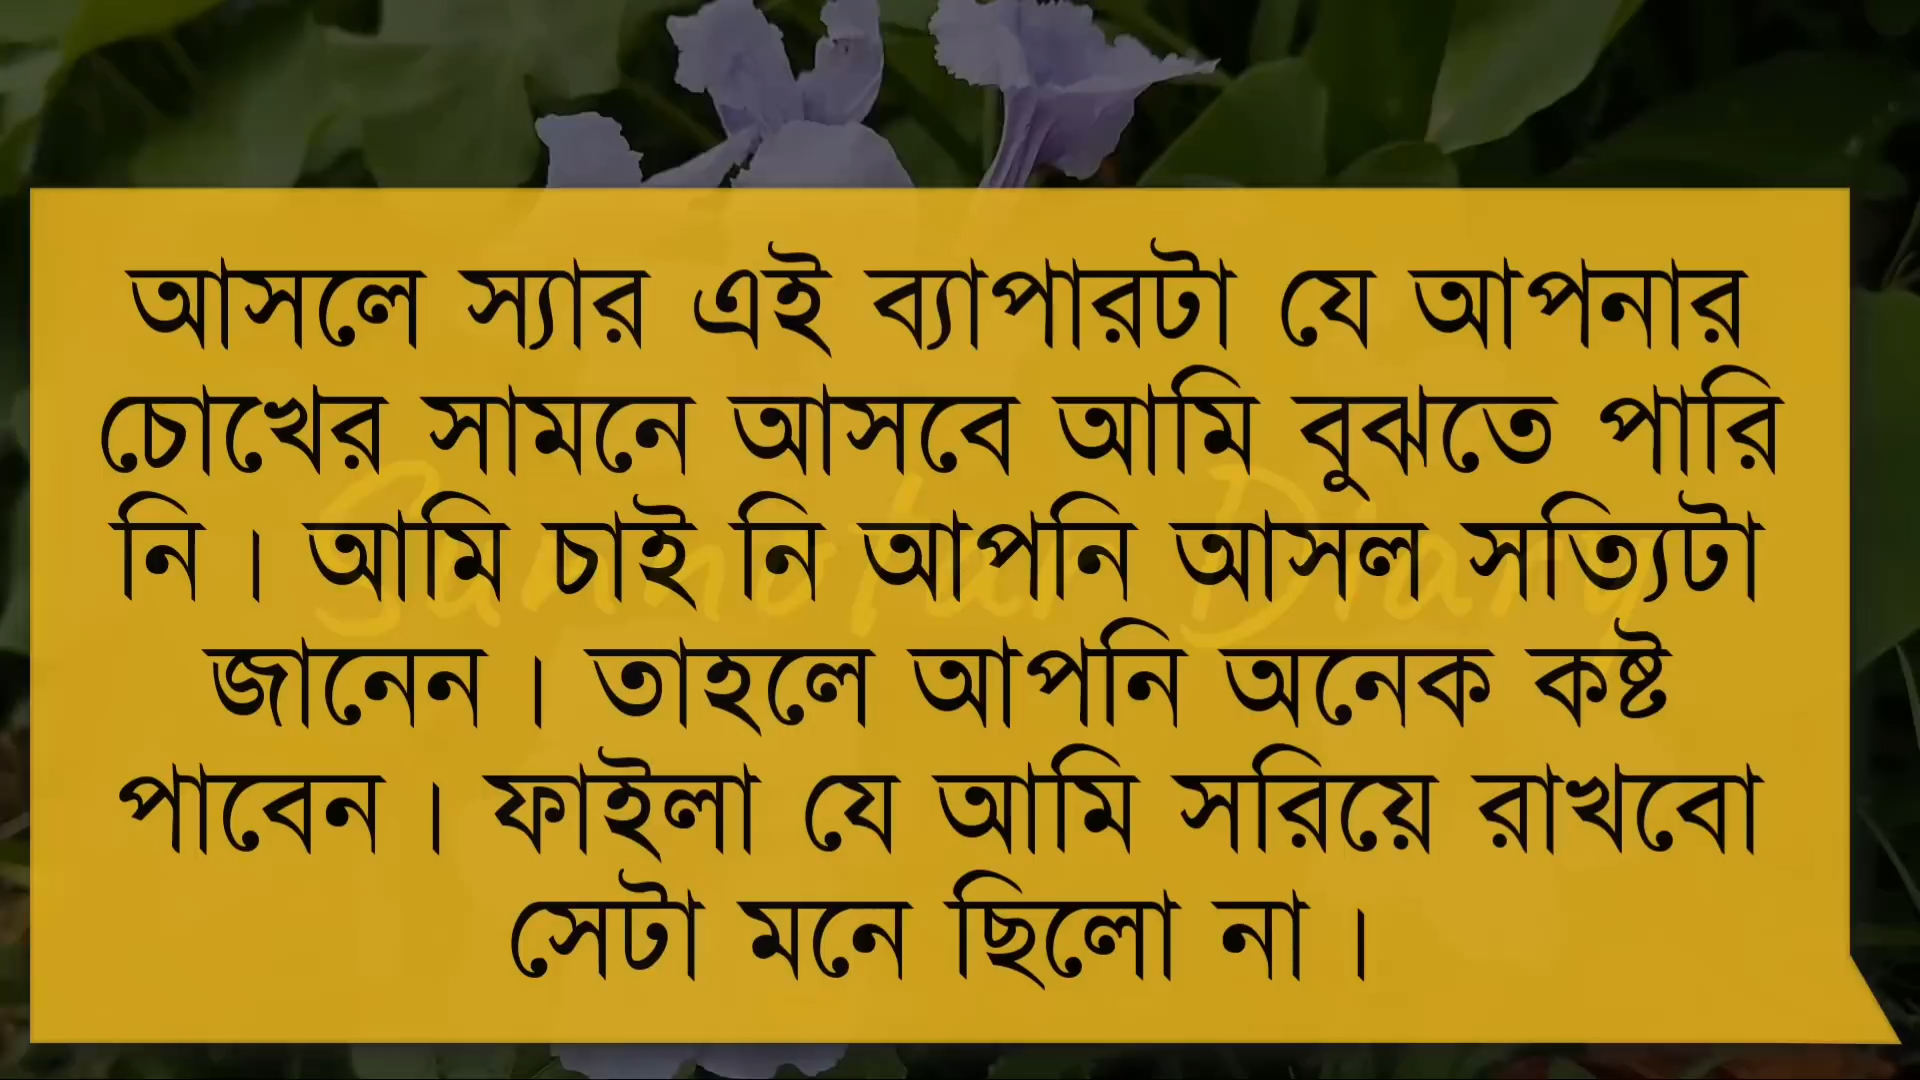 আসলে স্যার এই ব্যাপারটা যে আপনার
চোখের সামনে আসবে আমি বুঝতে পারি
নি । আমি চাই নি আপনি আসল সত্যিটা
জানেন । তাহলে আপনি অনেক কষ্ট
পাবেন । ফাইলা যে আমি সরিয়ে রাখবো
সেটা মনে ছিলো না ।